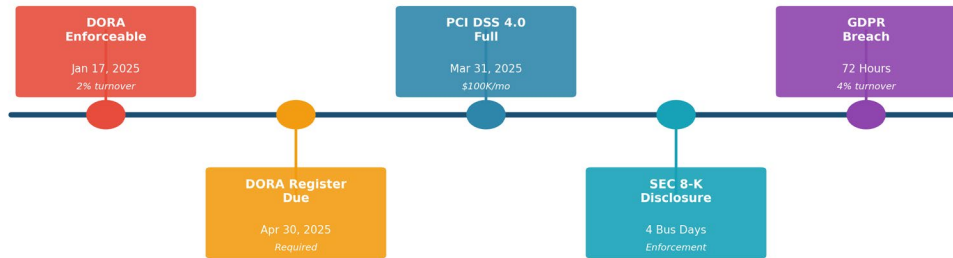 DORA
Enforceable
Jan 17, 2025
2% turnover
DORA Register
Due
Apr 30, 2025
Required
PCI DSS 4.0
Full
Mar 31, 2025
$100K/mo
SEC 8-K
Disclosure
4 Bus Days
Enforcement
GDPR
Breach
72 Hours
4% turnover